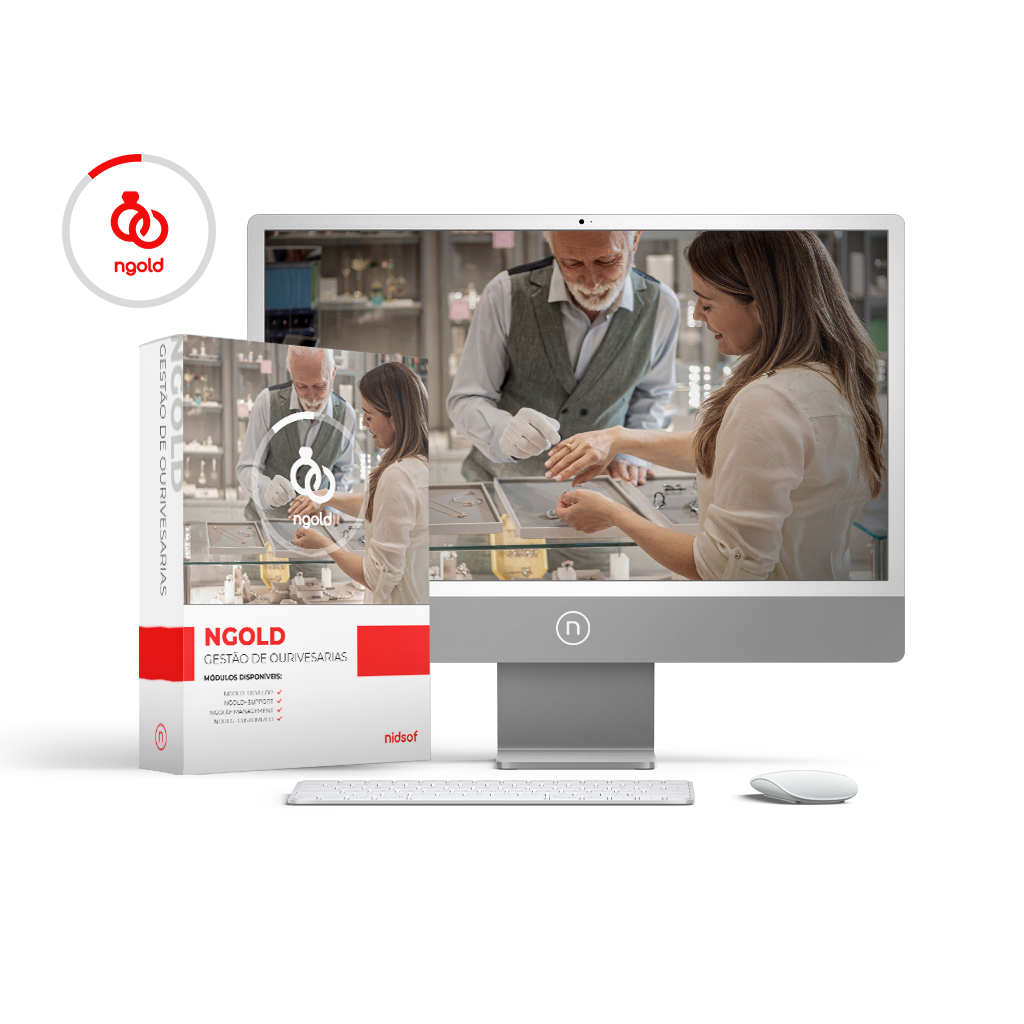 ngold
NGOLD
GESTÃO DE OURIVESARIAS
ngold
NGOLD
GESTÃO DE OURIVESARIAS
MÓDULOS DISPONÍVEIS:
NGOLD-DEVELOP
NGOLD-SUPPORT
NGOLD-MANAGEMENT
NGOLD-CUSTOMIZED
nidsof
n
n